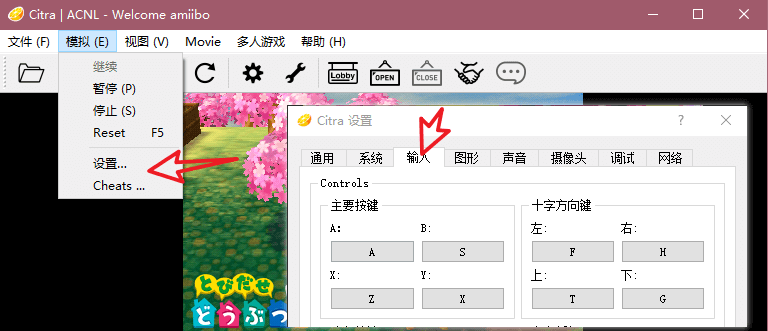 Citra | ACNL - Welcome amiibo
文件 (F) 模拟 (E) 视图 (V) Movie 多人游戏 帮助 (H)
继续
暂停 (P)
停止 (S)
Reset F5
设置...
Cheats ...
Lobby
OPEN
CLOSE
Citra 设置
通用 系统 输入 图形 声音 摄像头 调试 网络
Controls
主要按键 十字方向键
A: B: 左: 右:
A S F H
X: Y: 上: 下:
Z X T G
とびだせ
どうぶつ